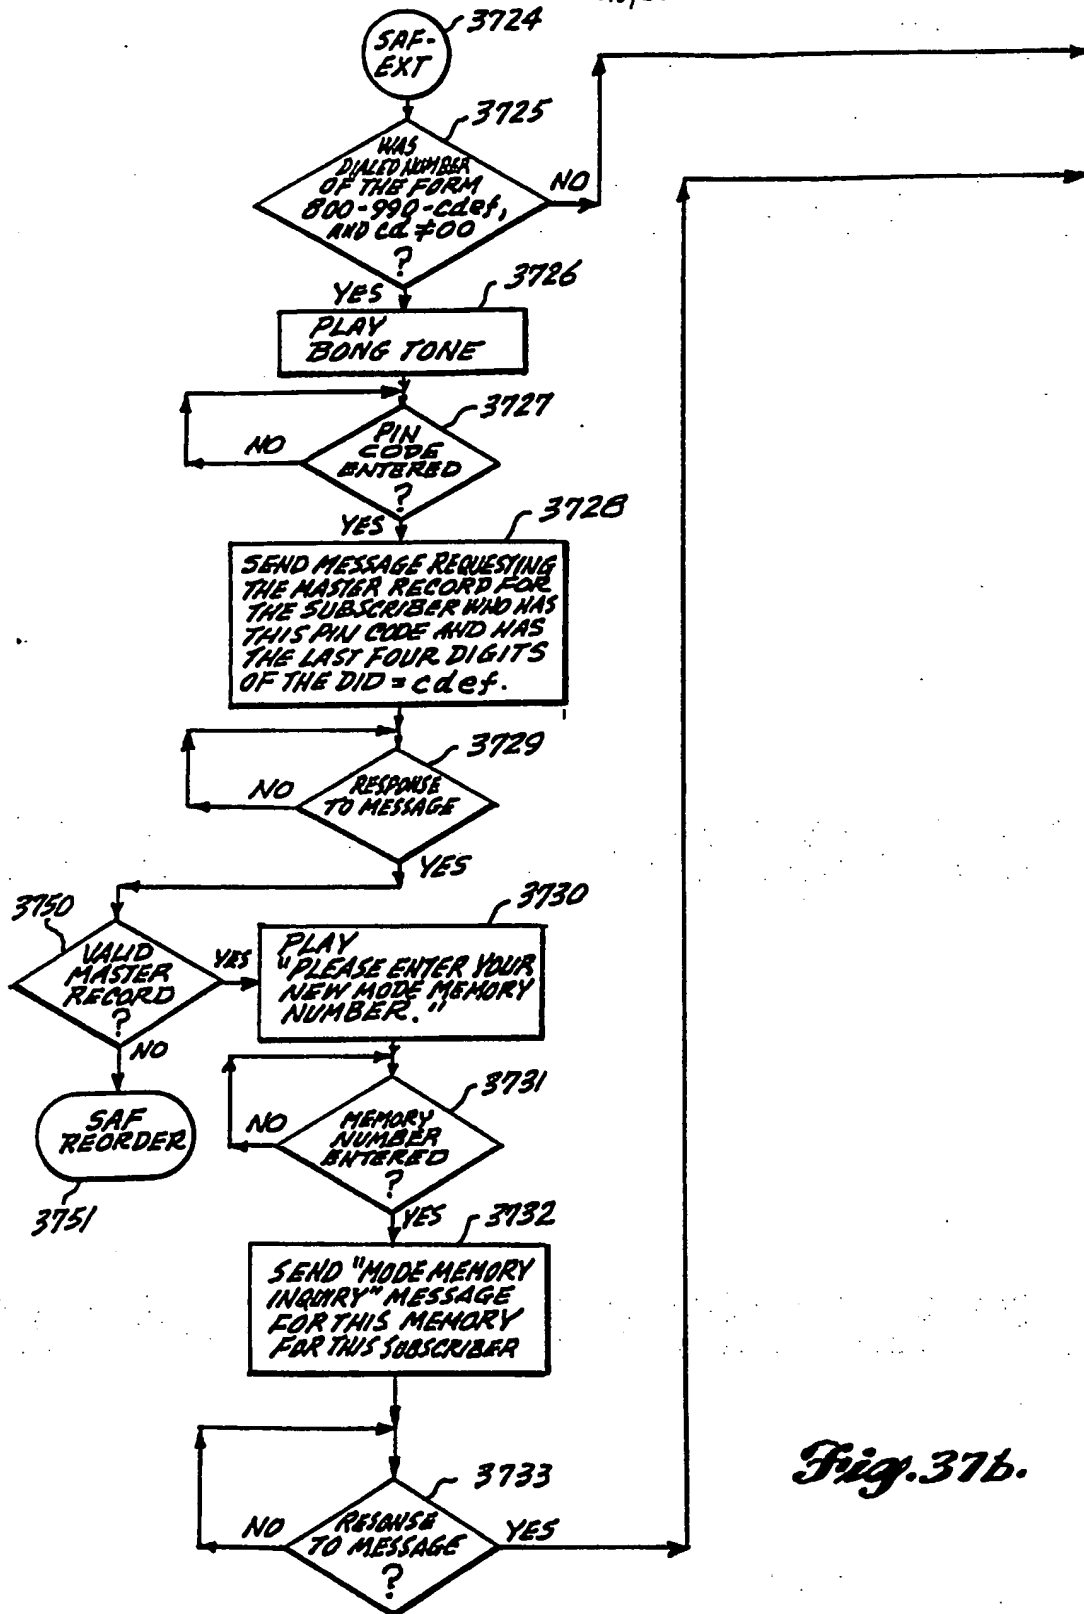 3724
SAF-
EXT
3725
WAS
DIALED NUMBER
OF THE FORM
800-990-cdef,
AND cd ≠00
?
NO
YES
3726
PLAY
BONG TONE
3727
PIN
CODE
ENTERED
?
NO
YES
3728
SEND MESSAGE REQUESTING
THE MASTER RECORD FOR
THE SUBSCRIBER WHO HAS
THIS PIN CODE AND HAS
THE LAST FOUR DIGITS
OF THE DID = cdef.
3729
RESPONSE
TO MESSAGE
NO
YES
3750
VALID
MASTER
RECORD
?
YES
NO
3730
PLAY
"PLEASE ENTER YOUR
NEW MODE MEMORY
NUMBER."
SAF
REORDER
3751
3731
MEMORY
NUMBER
ENTERED
?
NO
YES
3732
SEND "MODE MEMORY
INQUIRY" MESSAGE
FOR THIS MEMORY
FOR THIS SUBSCRIBER
3733
RESONSE
TO MESSAGE
?
NO
YES
Fig. 37b.